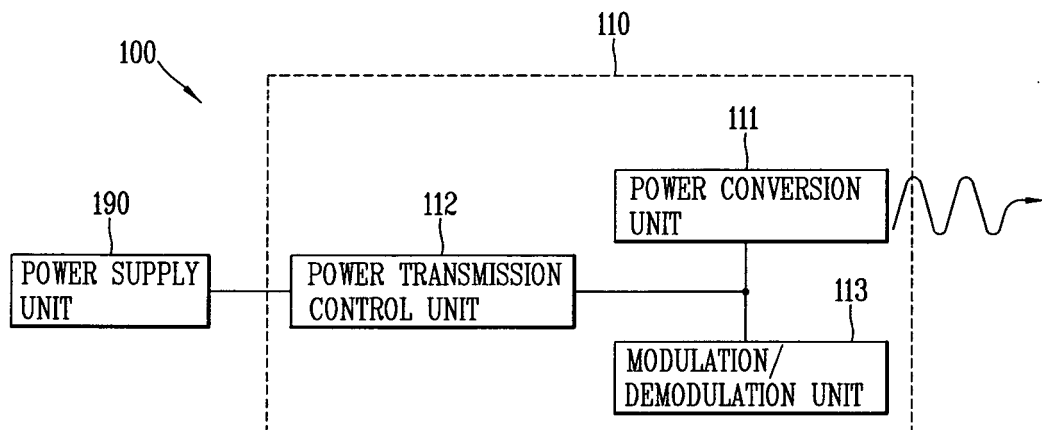 110
100
111
POWER CONVERSION
UNIT
190
112
POWER SUPPLY
UNIT
POWER TRANSMISSION
CONTROL UNIT
113
MODULATION/
DEMODULATION UNIT